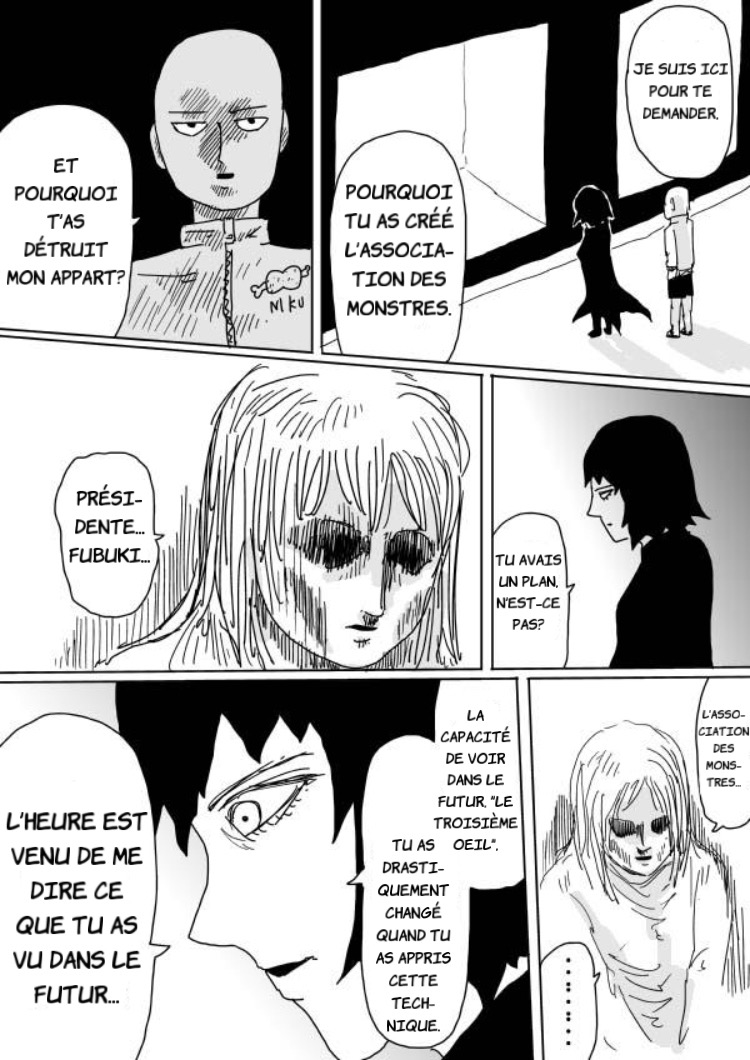 JE SUIS ICI
POUR TE
DEMANDER.
POURQUOI
TU AS CRÉÉ
L'ASSOCIA-
TION DES
MONSTRES.
ET
POURQUOI
T'AS
DÉTRUIT
MON APPART?
NIKU
TU AVAIS
UN PLAN.
N'EST-CE
PAS?
PRÉSI-
DENTE...
FUBUKI...
L'ASSO-
CIATION
DES
MONS-
TRES...
........
LA
CAPACITÉ
DE VOIR
DANS LE
FUTUR. "LE
TROISIÈME
OEIL".
TU AS
DRASTI-
QUEMENT
CHANGÉ
QUAND TU
AS APPRIS
CETTE
TECH-
NIQUE.
L'HEURE EST
VENU DE ME
DIRE CE
QUE TU AS
VU DANS LE
FUTUR...